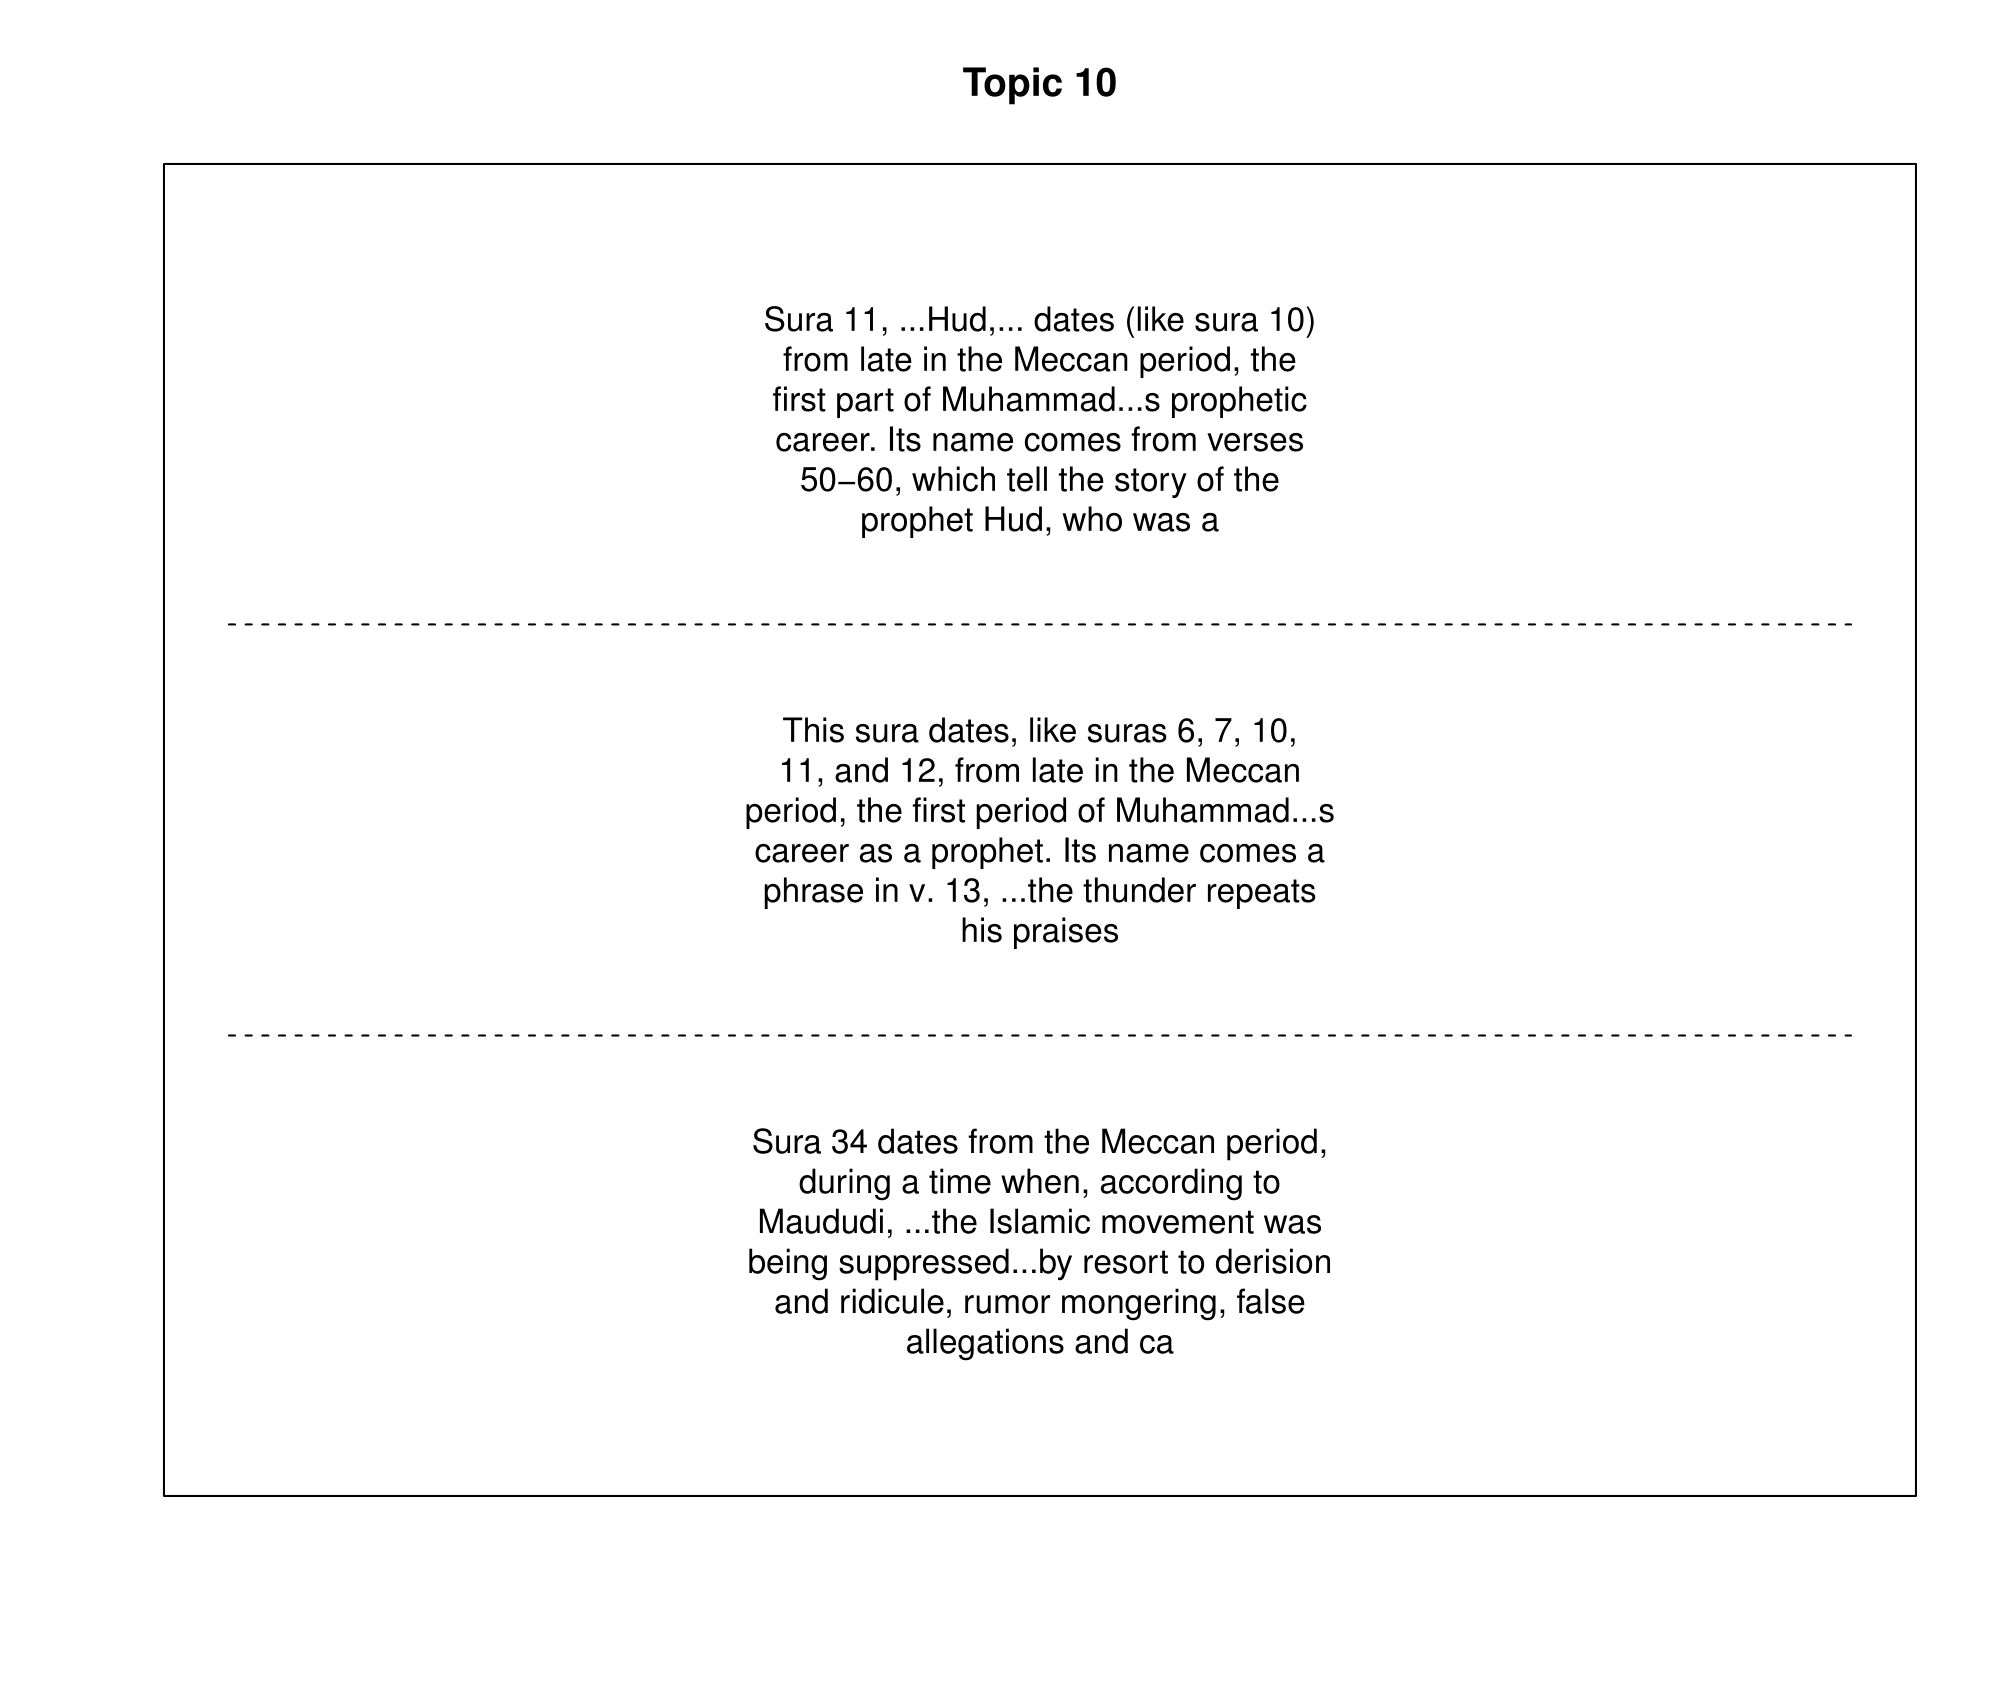 Topic 10
Sura 11, ...Hud,... dates (like sura 10)
from late in the Meccan period, the
first part of Muhammad...s prophetic
career. Its name comes from verses
50−60, which tell the story of the
prophet Hud, who was a
This sura dates, like suras 6, 7, 10,
11, and 12, from late in the Meccan
period, the first period of Muhammad...s
career as a prophet. Its name comes a
phrase in v. 13, ...the thunder repeats
his praises
Sura 34 dates from the Meccan period,
during a time when, according to
Maududi, ...the Islamic movement was
being suppressed...by resort to derision
and ridicule, rumor mongering, false
allegations and ca